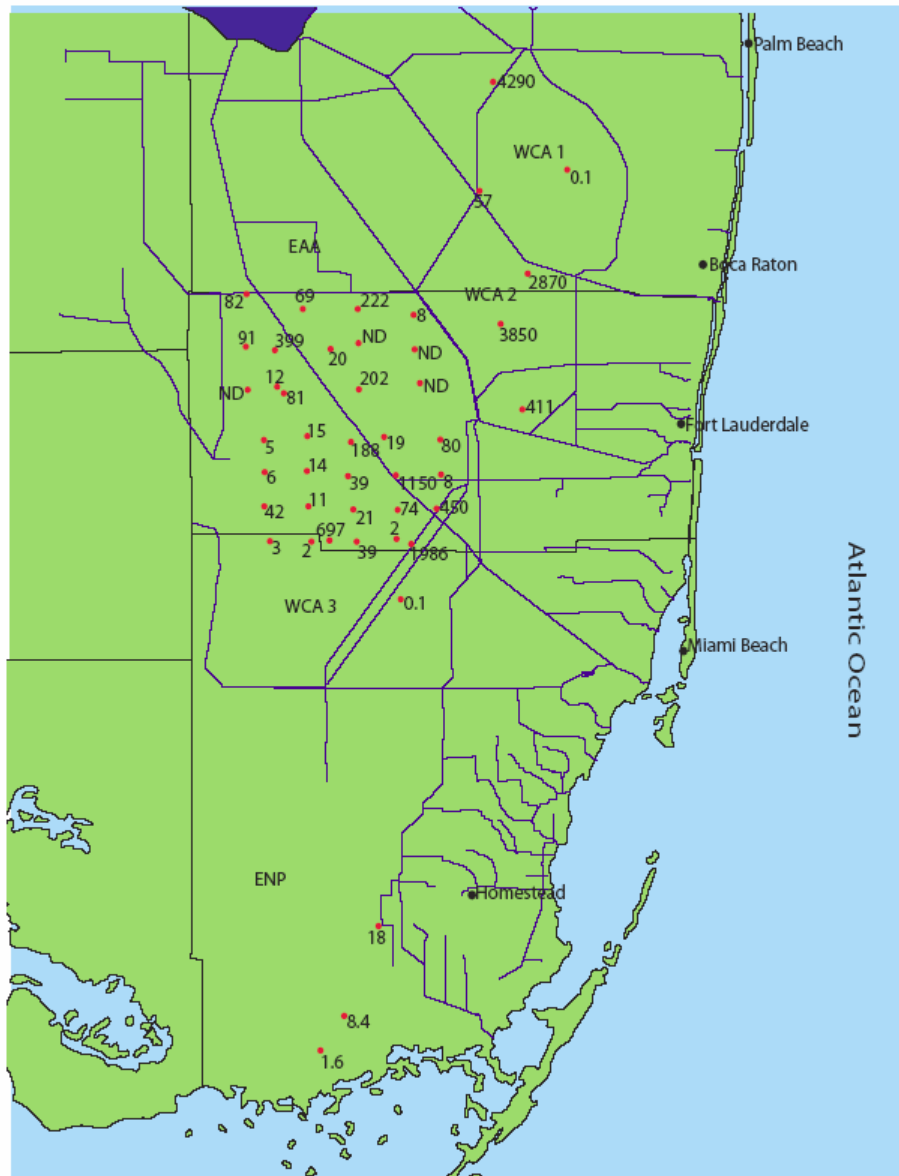 Palm Beach
4290
WCA 1
0.1
57
EAA
Boca Raton
2870
WCA 2
82
69
222
8
3850
91
399
20
ND
ND
12
ND
81
202
ND
411
Fort Lauderdale
15
5
188
19
80
14
6
39
1150
8
11
42
21
74
450
697
2
3
2
39
1986
Atlantic Ocean
WCA 3
0.1
Miami Beach
ENP
Homestead
18
8.4
1.6